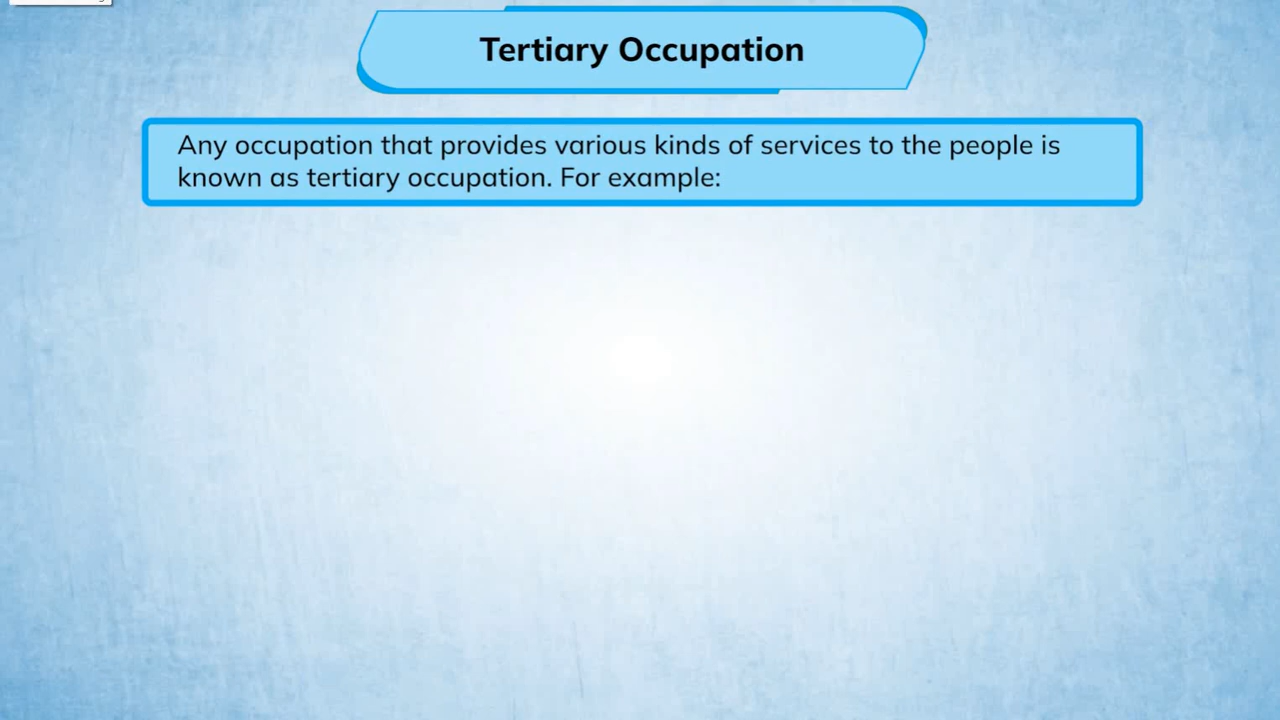 Tertiary Occupation
Any occupation that provides various kinds of services to the people is
known as tertiary occupation. For example: